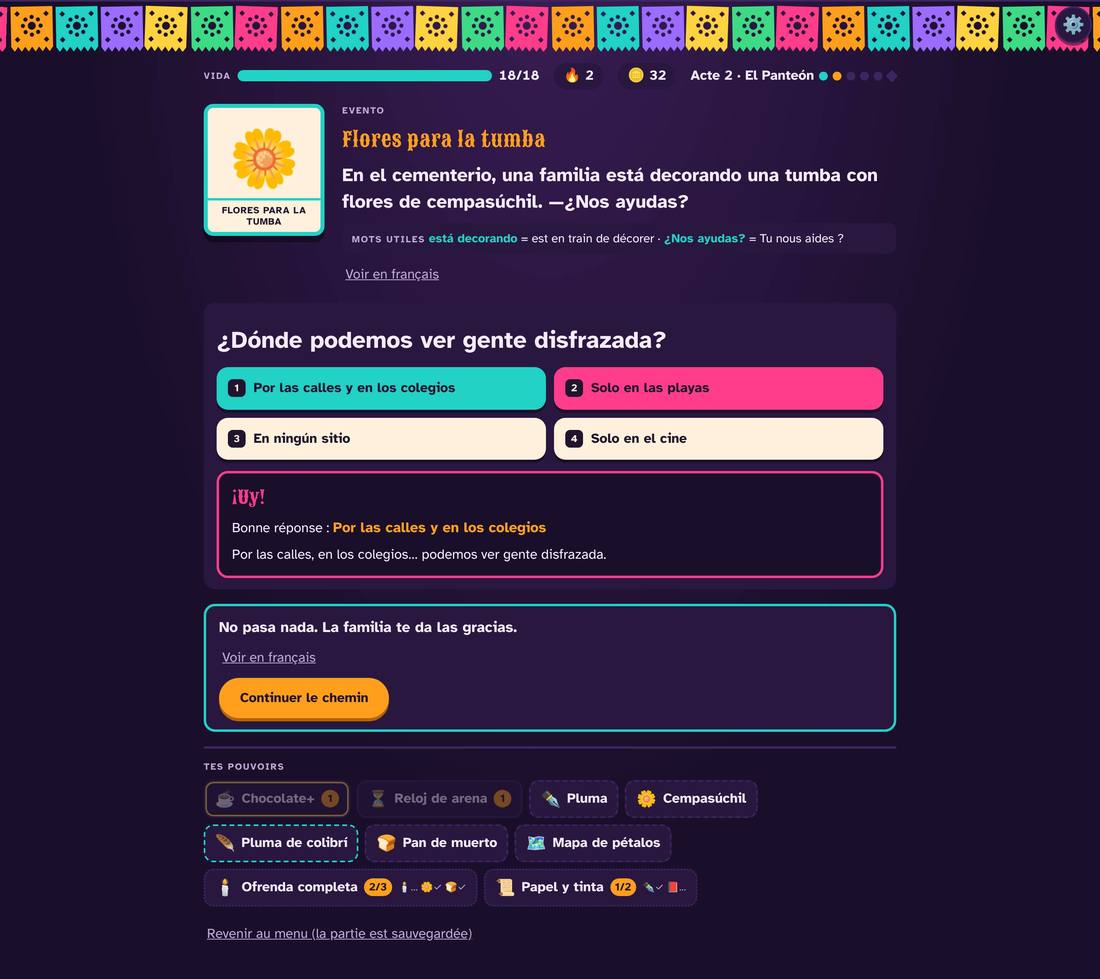 VIDA 18/18 🔥 2 🪙 32 Acte 2 · El Panteón
EVENTO
Flores para la tumba
En el cementerio, una familia está decorando una tumba con
flores de cempasúchil. —¿Nos ayudas?
FLORES PARA LA
TUMBA
MOTS UTILES está decorando = est en train de décorer · ¿Nos ayudas? = Tu nous aides ?
Voir en français
¿Dónde podemos ver gente disfrazada?
1 Por las calles y en los colegios
2 Solo en las playas
3 En ningún sitio
4 Solo en el cine
¡Uy!
Bonne réponse : Por las calles y en los colegios
Por las calles, en los colegios... podemos ver gente disfrazada.
No pasa nada. La familia te da las gracias.
Voir en français
Continuer le chemin
TES POUVOIRS
Chocolate+ 1 Reloj de arena 1 Pluma Cempasúchil
Pluma de colibrí Pan de muerto Mapa de pétalos
Ofrenda completa 2/3 🕯️… 🌼✓ 🍞✓ Papel y tinta 1/2 ✒️✓ 📕…
Revenir au menu (la partie est sauvegardée)